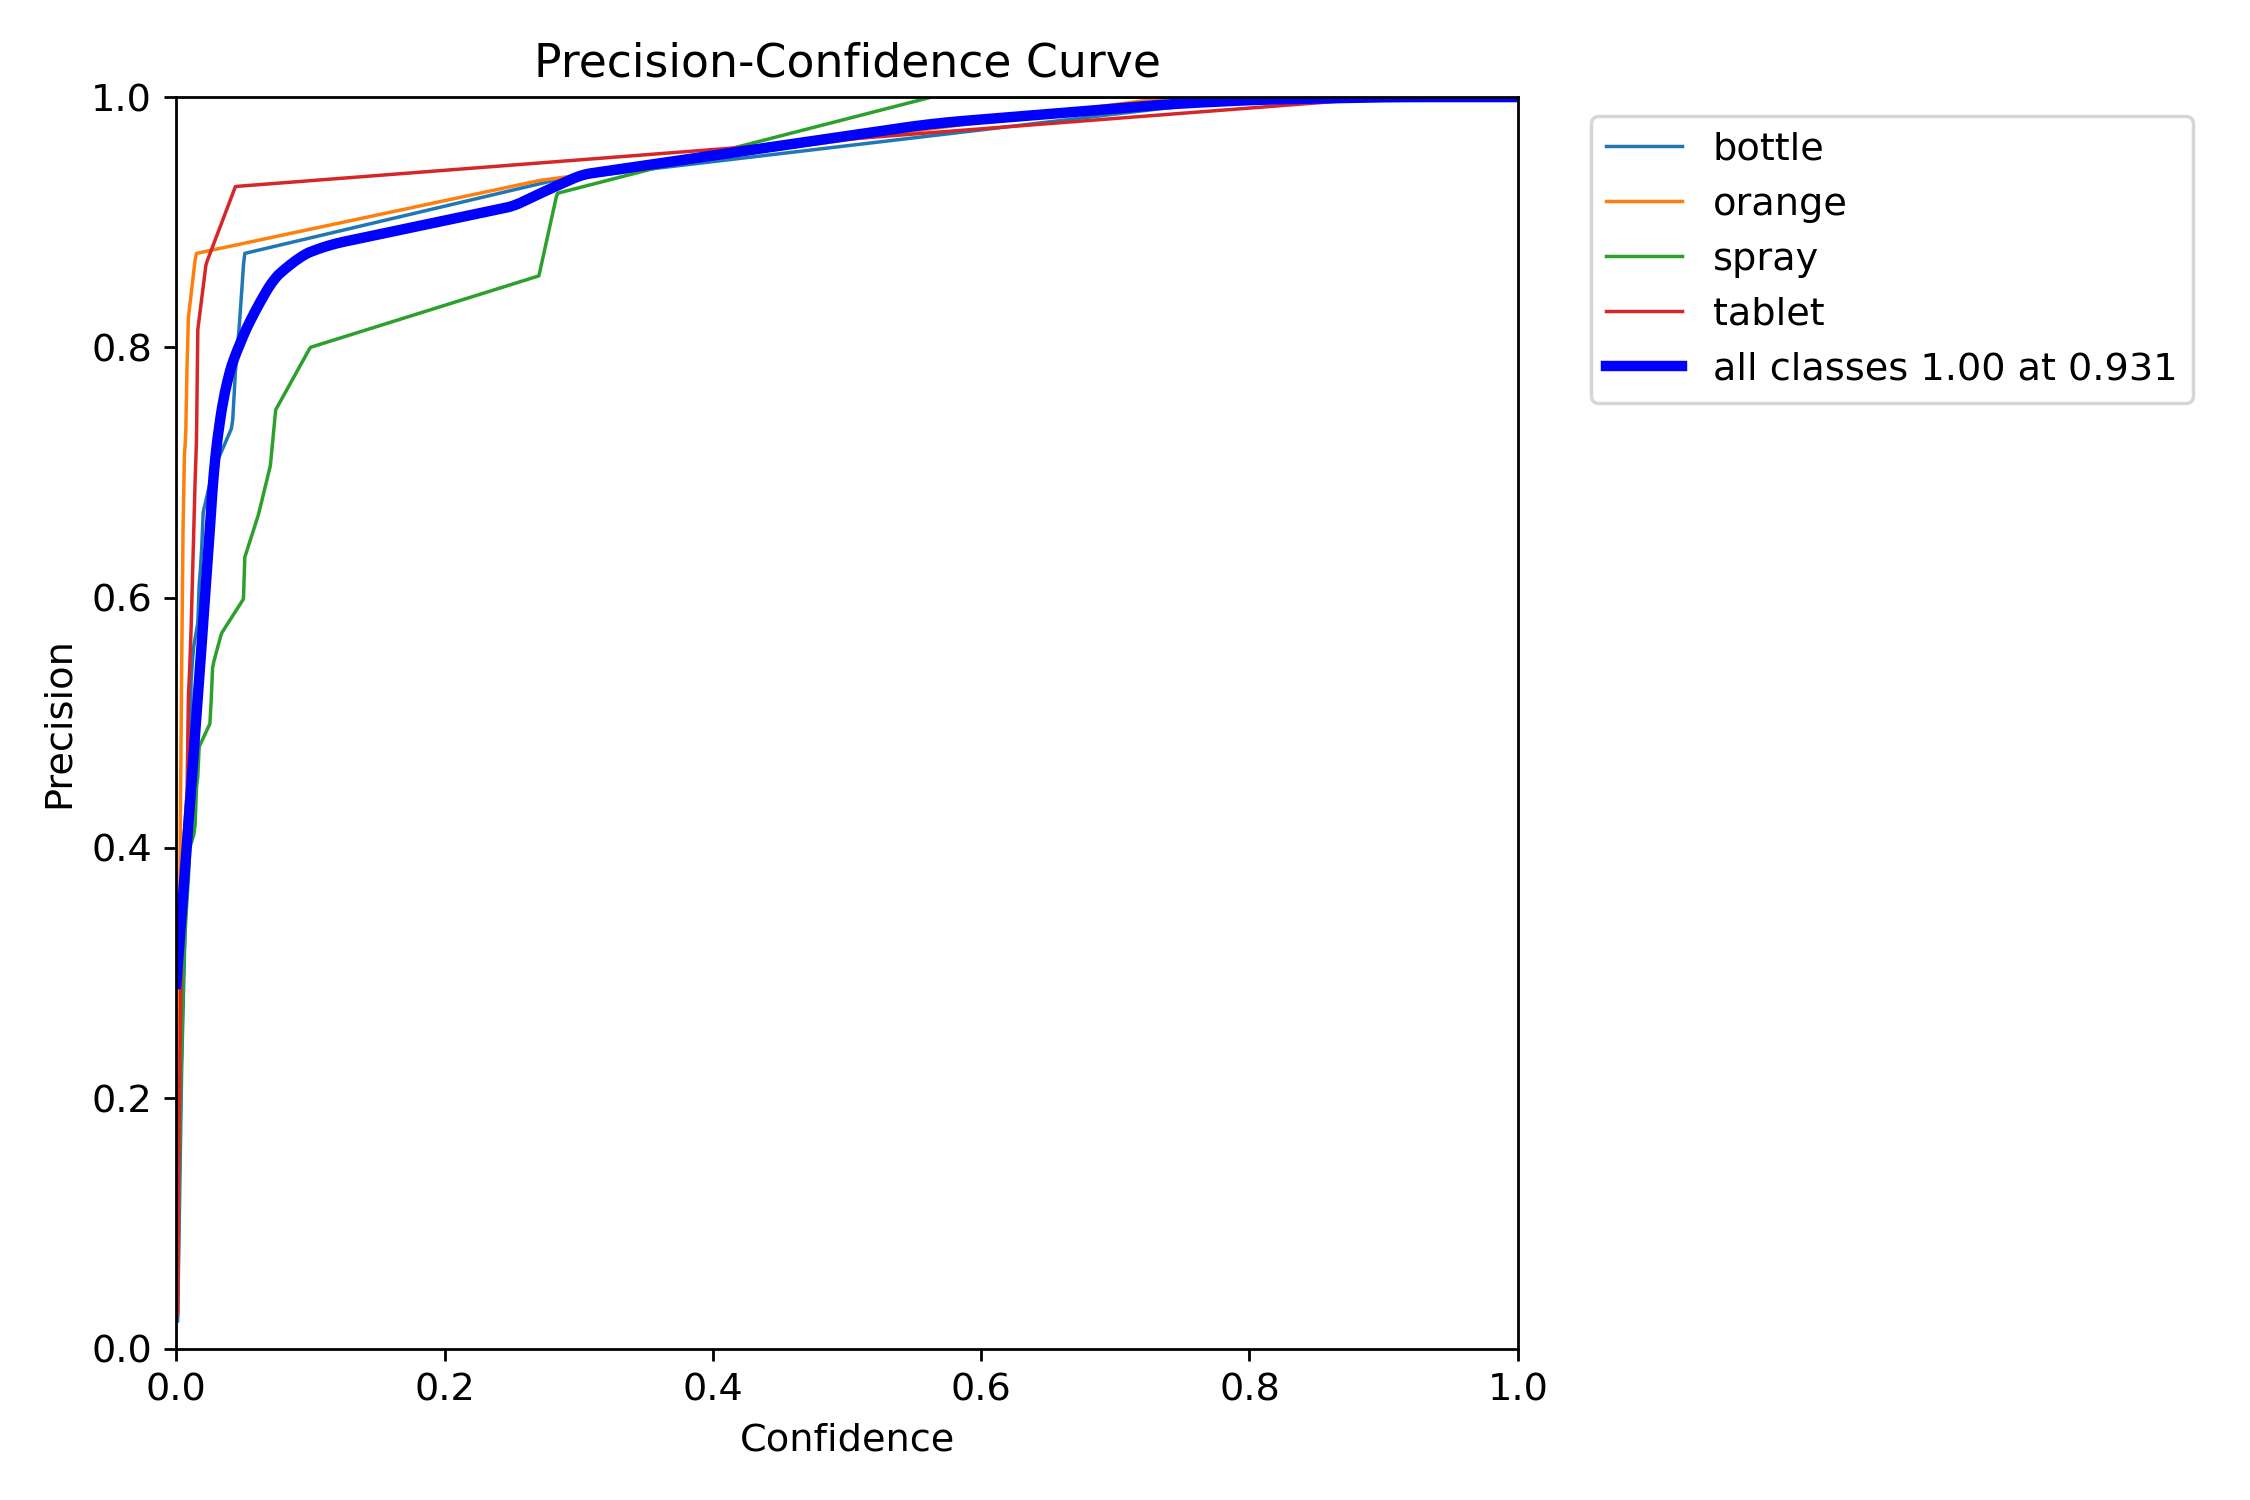 Precision-Confidence Curve
1.0
0.8
0.6
0.4
0.2
0.0
Precision
0.0 0.2 0.4 0.6 0.8 1.0
Confidence
bottle
orange
spray
tablet
all classes 1.00 at 0.931